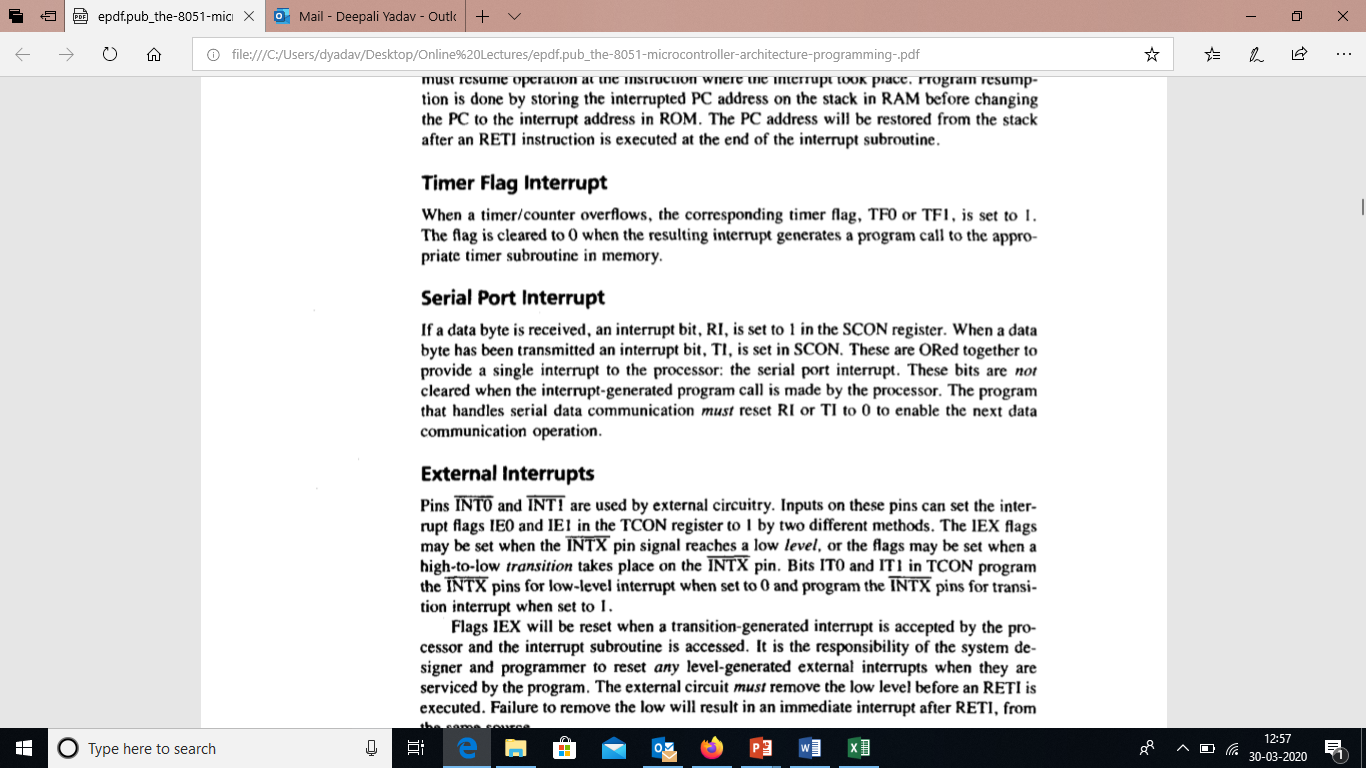 epdf.pub_the-8051-mic
Mail - Deepali Yadav - Outl
file:///C:/Users/dyadav/Desktop/Online%20Lectures/epdf.pub_the-8051-microcontroller-architecture-programming-.pdf
must resume operation at the instruction where the interrupt took place. Program resump-
tion is done by storing the interrupted PC address on the stack in RAM before changing
the PC to the interrupt address in ROM. The PC address will be restored from the stack
after an RETI instruction is executed at the end of the interrupt subroutine.
Timer Flag Interrupt
When a timer/counter overflows, the corresponding timer flag, TF0 or TF1, is set to 1.
The flag is cleared to 0 when the resulting interrupt generates a program call to the appro-
priate timer subroutine in memory.
Serial Port Interrupt
If a data byte is received, an interrupt bit, RI, is set to 1 in the SCON register. When a data
byte has been transmitted an interrupt bit, TI, is set in SCON. These are ORed together to
provide a single interrupt to the processor: the serial port interrupt. These bits are not
cleared when the interrupt-generated program call is made by the processor. The program
that handles serial data communication must reset RI or TI to 0 to enable the next data
communication operation.
External Interrupts
Pins I̅N̅T̅0̅ and I̅N̅T̅1̅ are used by external circuitry. Inputs on these pins can set the inter-
rupt flags IE0 and IE1 in the TCON register to 1 by two different methods. The IEX flags
may be set when the I̅N̅T̅X̅ pin signal reaches a low level, or the flags may be set when a
high-to-low transition takes place on the I̅N̅T̅X̅ pin. Bits IT0 and IT1 in TCON program
the I̅N̅T̅X̅ pins for low-level interrupt when set to 0 and program the I̅N̅T̅X̅ pins for transi-
tion interrupt when set to 1.
Flags IEX will be reset when a transition-generated interrupt is accepted by the pro-
cessor and the interrupt subroutine is accessed. It is the responsibility of the system de-
signer and programmer to reset any level-generated external interrupts when they are
serviced by the program. The external circuit must remove the low level before an RETI is
executed. Failure to remove the low will result in an immediate interrupt after RETI, from
the same source.
Type here to search
12:57
30-03-2020
1